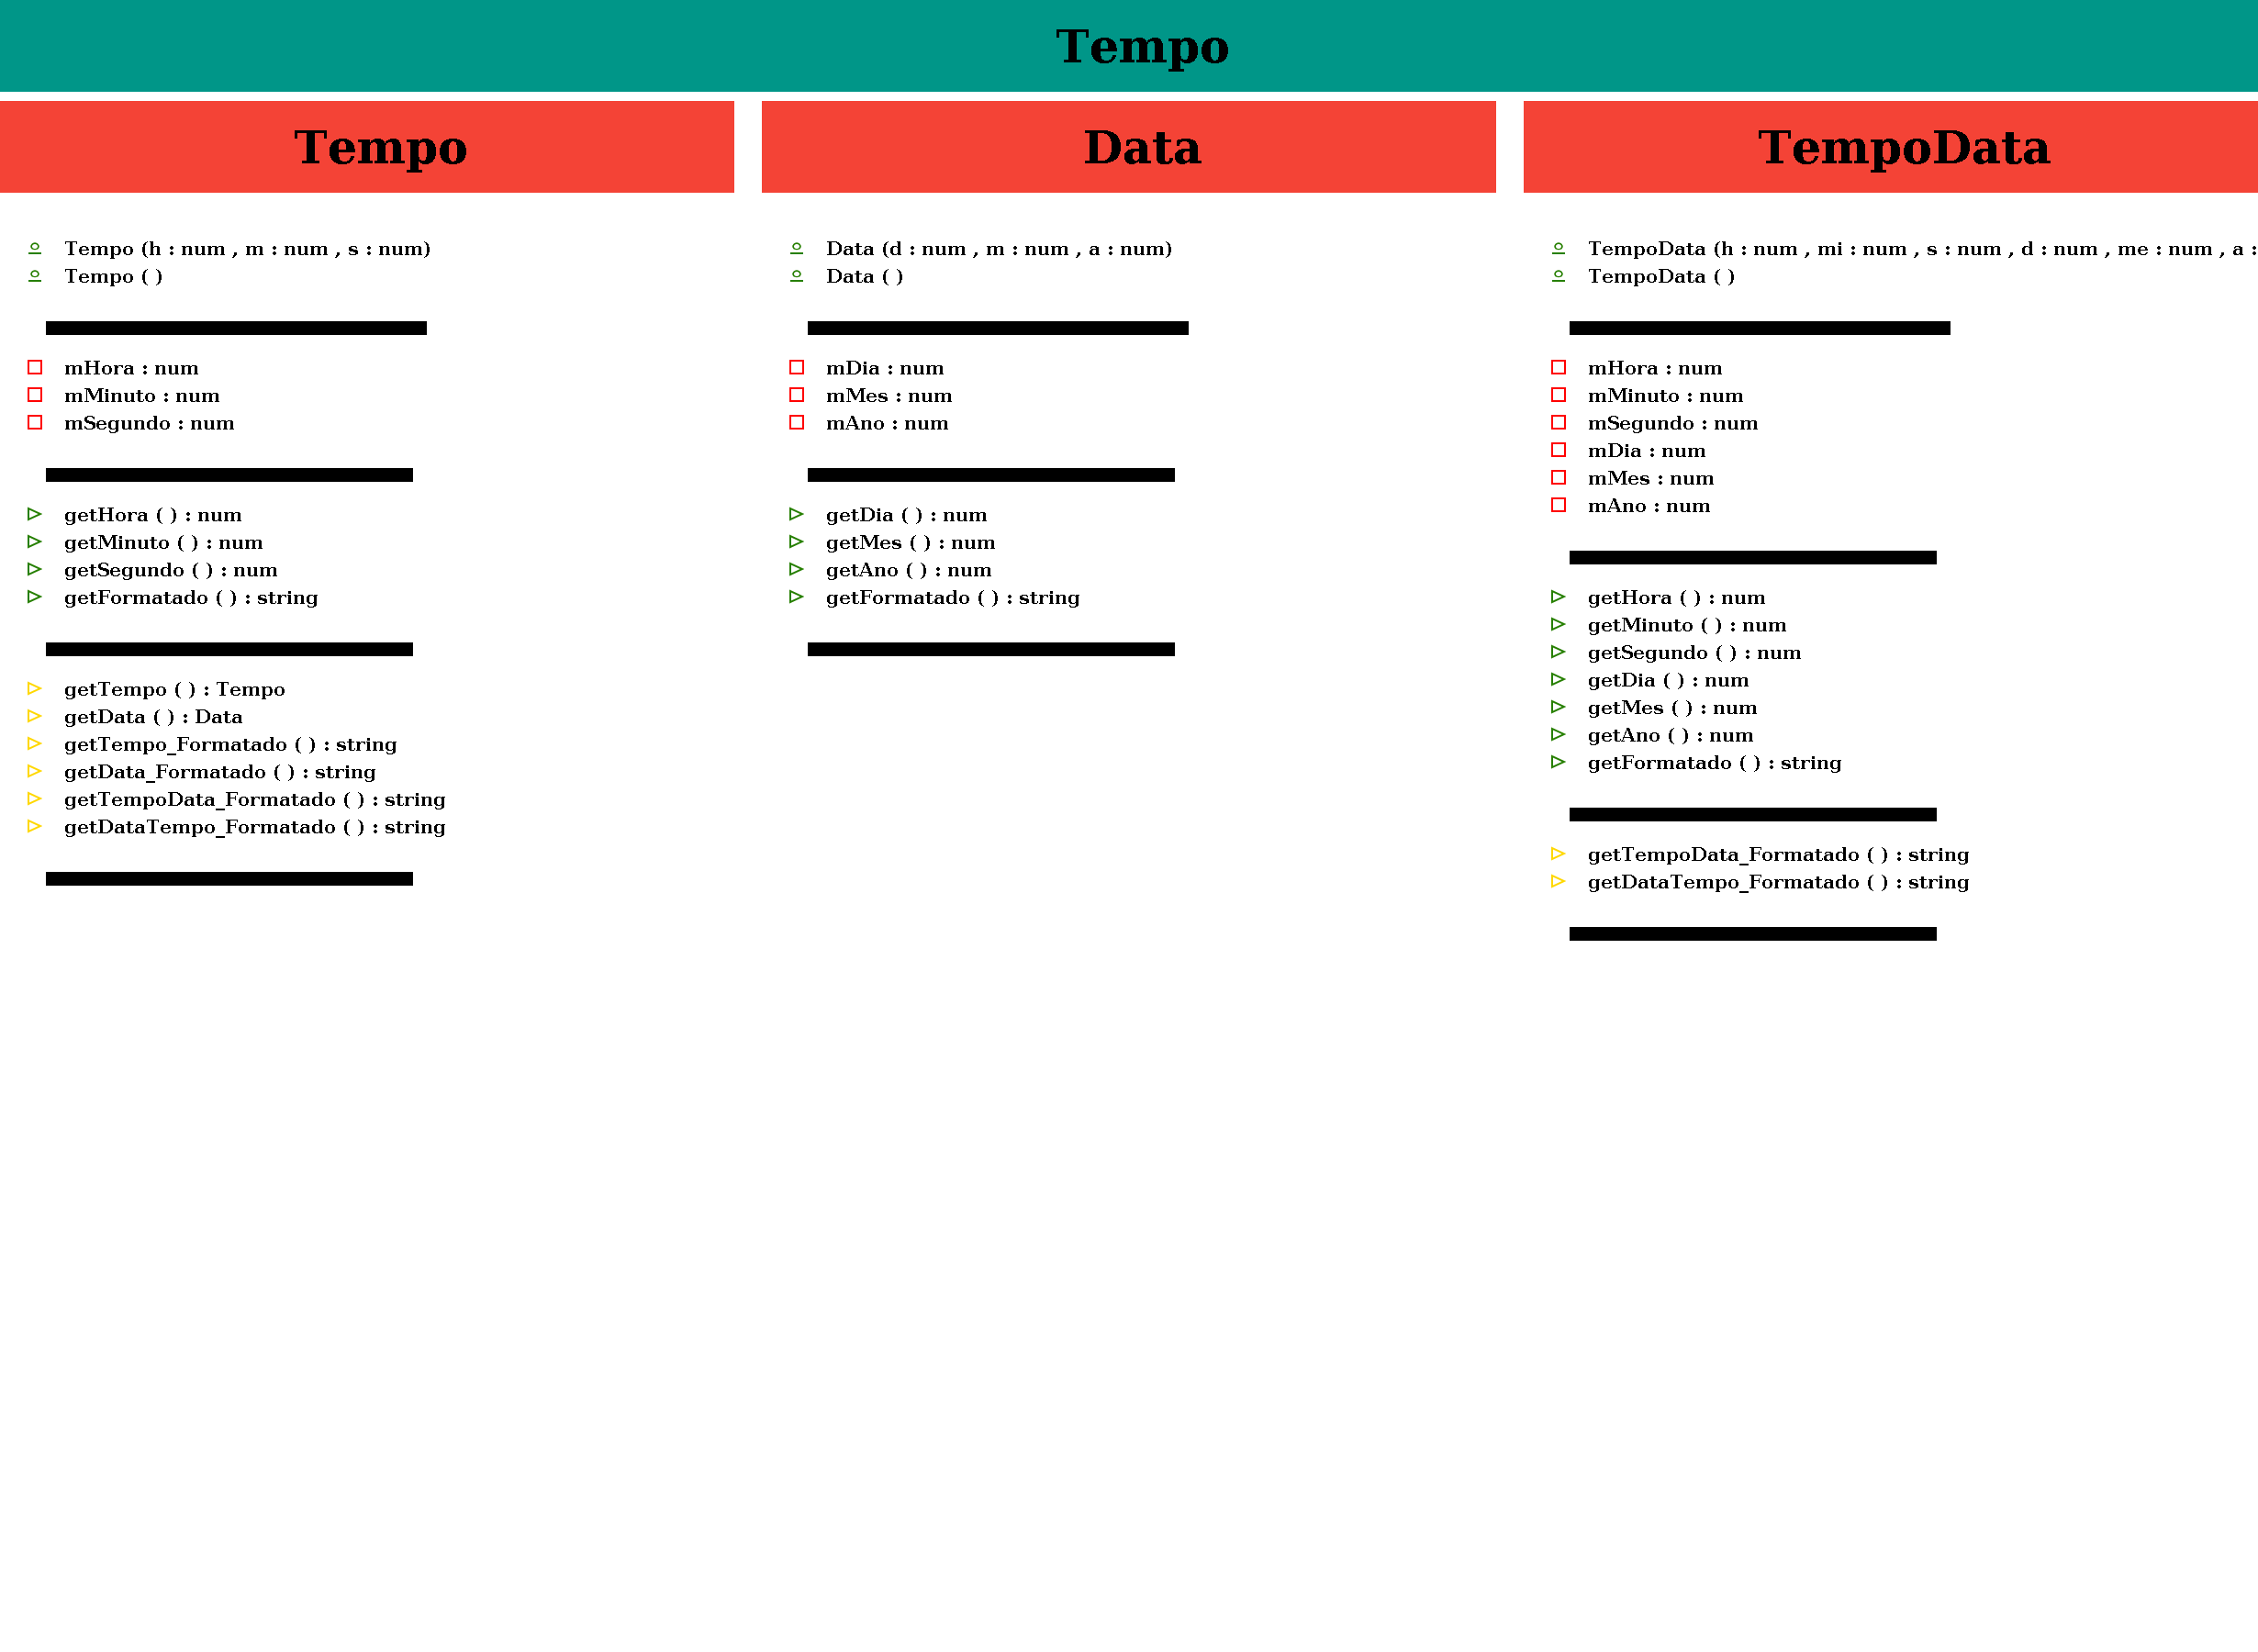 Tempo
Tempo
Tempo (h : num , m : num , s : num)
Tempo ( )
mHora : num
mMinuto : num
mSegundo : num
getHora ( ) : num
getMinuto ( ) : num
getSegundo ( ) : num
getFormatado ( ) : string
getTempo ( ) : Tempo
getData ( ) : Data
getTempo_Formatado ( ) : string
getData_Formatado ( ) : string
getTempoData_Formatado ( ) : string
getDataTempo_Formatado ( ) : string
Data
Data (d : num , m : num , a : num)
Data ( )
mDia : num
mMes : num
mAno : num
getDia ( ) : num
getMes ( ) : num
getAno ( ) : num
getFormatado ( ) : string
TempoData
TempoData (h : num , mi : num , s : num , d : num , me : num , a :
TempoData ( )
mHora : num
mMinuto : num
mSegundo : num
mDia : num
mMes : num
mAno : num
getHora ( ) : num
getMinuto ( ) : num
getSegundo ( ) : num
getDia ( ) : num
getMes ( ) : num
getAno ( ) : num
getFormatado ( ) : string
getTempoData_Formatado ( ) : string
getDataTempo_Formatado ( ) : string